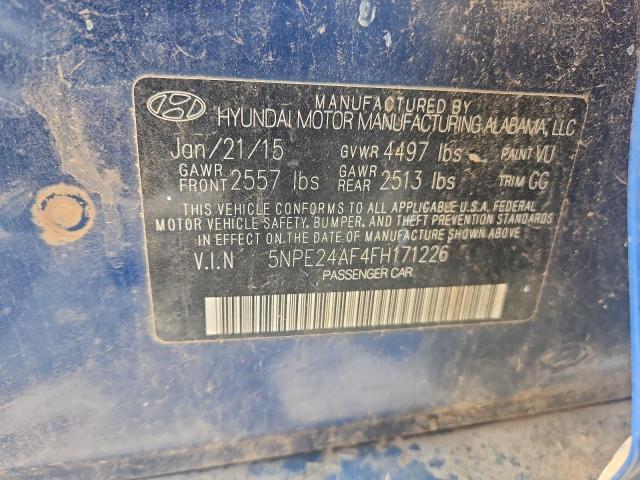 MANUFACTURED BY
HYUNDAI MOTOR MANUFACTURING ALABAMA, LLC
Jan/21/15 GVWR 4497 lbs PAINT VU
GAWR FRONT 2557 lbs GAWR REAR 2513 lbs TRIM GG
THIS VEHICLE CONFORMS TO ALL APPLICABLE U.S.A. FEDERAL
MOTOR VEHICLE SAFETY, BUMPER, AND THEFT PREVENTION STANDARDS
IN EFFECT ON THE DATE OF MANUFACTURE SHOWN ABOVE
V.I.N 5NPE24AF4FH171226
PASSENGER CAR